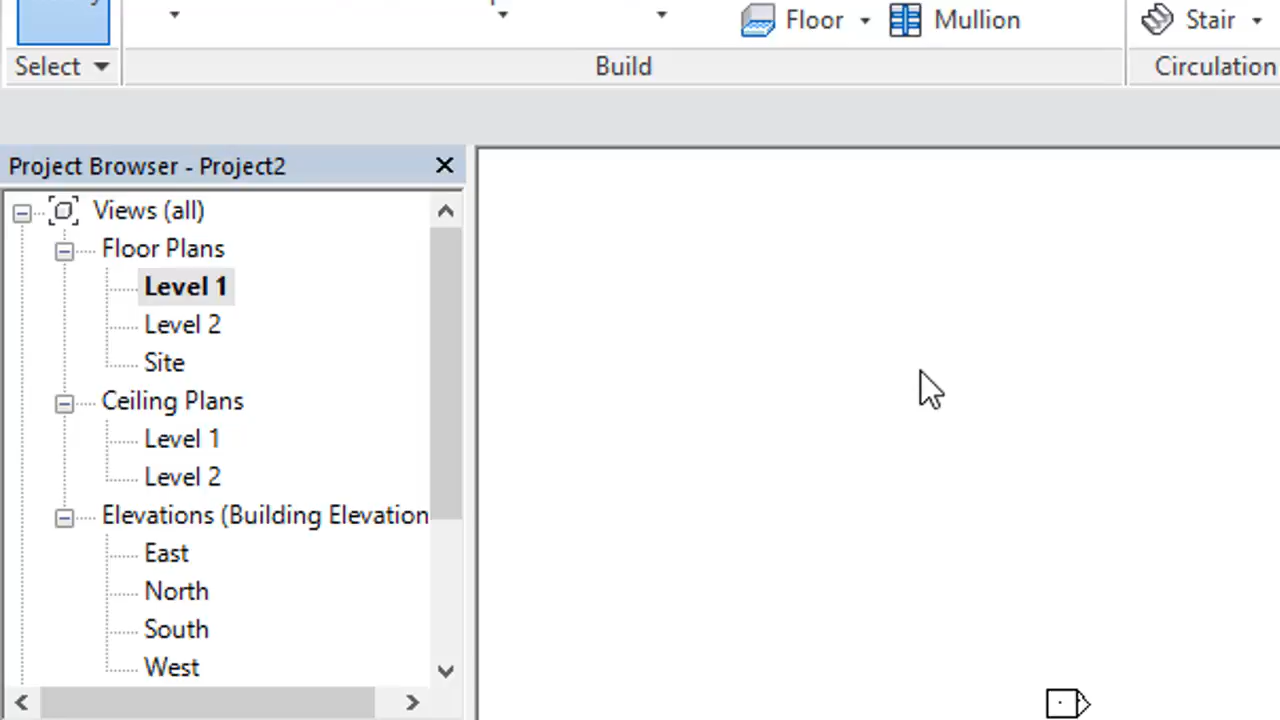 Floor
Mullion
Stair
Select
Build
Circulation
Project Browser - Project2
Views (all)
Floor Plans
Level 1
Level 2
Site
Ceiling Plans
Level 1
Level 2
Elevations (Building Elevation
East
North
South
West